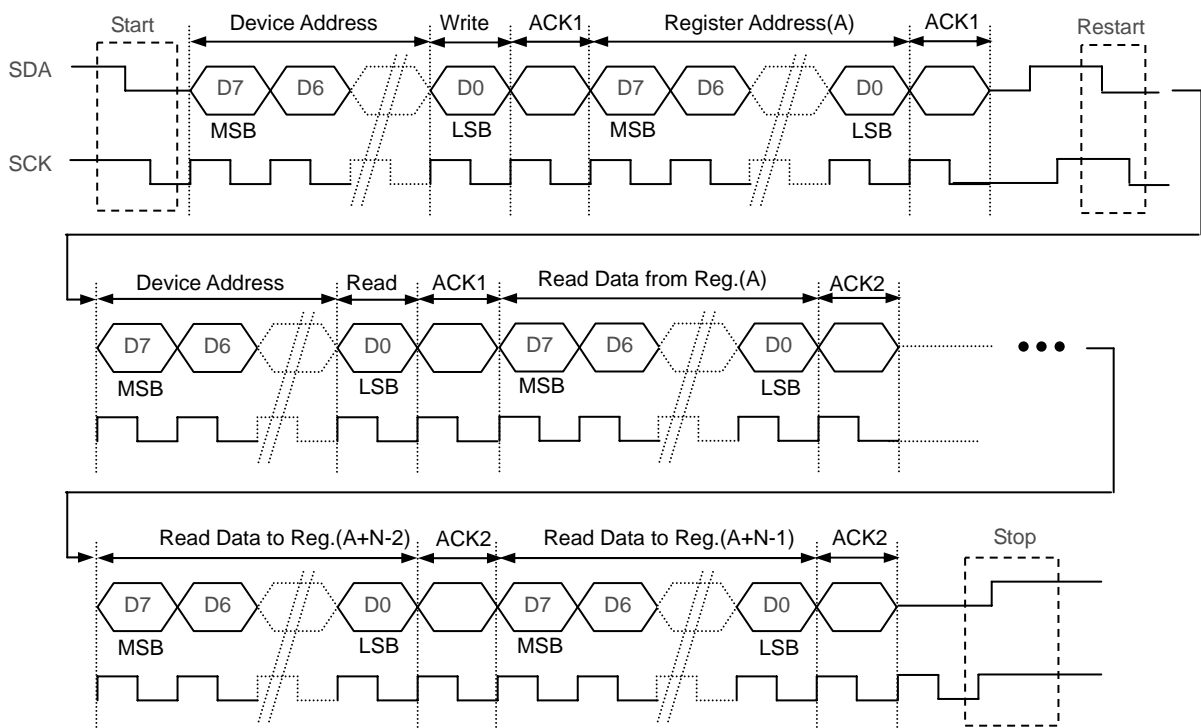 Start Device Address Write ACK1 Register Address(A) ACK1 Restart
SDA D7 D6 D0 D7 D6 D0
MSB LSB MSB LSB
SCK
Device Address Read ACK1 Read Data from Reg.(A) ACK2
D7 D6 D0 D7 D6 D0
MSB LSB MSB LSB
Read Data to Reg.(A+N-2) ACK2 Read Data to Reg.(A+N-1) ACK2 Stop
D7 D6 D0 D7 D6 D0
MSB LSB MSB LSB